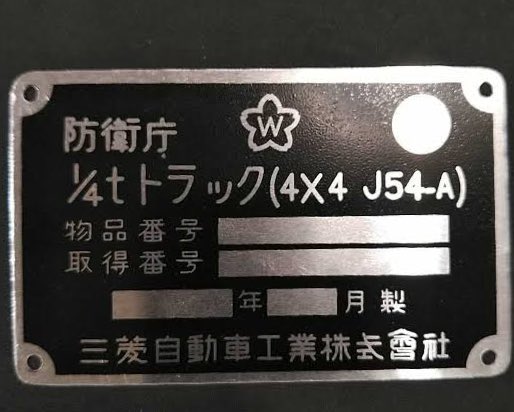 防衛庁 W
1/4tトラック(4X4 J54-A)
物品番号
取得番号
年 月製
三菱自動車工業株式會社